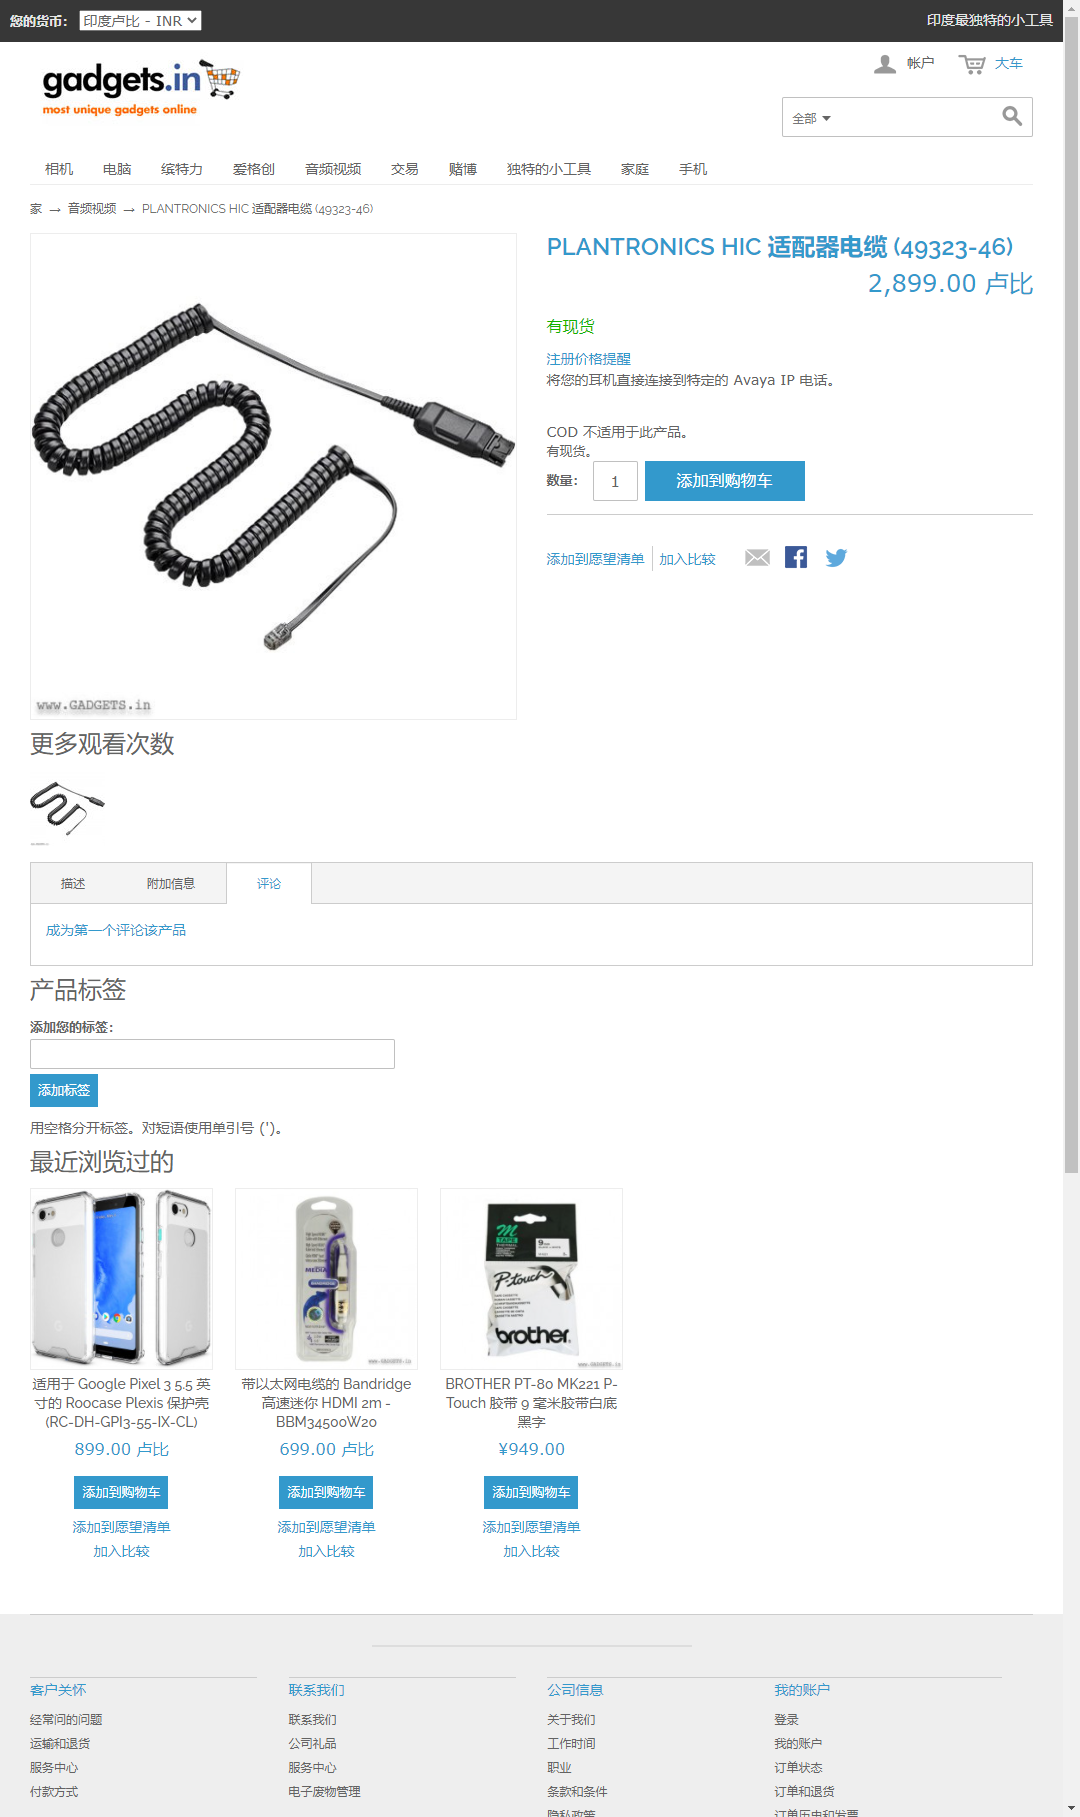 您的货币： 印度卢比 - INR
印度最独特的小工具
gadgets.in
most unique gadgets online
帐户 大车
全部
相机 电脑 缤特力 爱格创 音频视频 交易 赌博 独特的小工具 家庭 手机
家 → 音频视频 → PLANTRONICS HIC 适配器电缆 (49323-46)
PLANTRONICS HIC 适配器电缆 (49323-46)
2,899.00 卢比
有现货
注册价格提醒
将您的耳机直接连接到特定的 Avaya IP 电话。
COD 不适用于此产品。
有现货。
数量： 1 添加到购物车
添加到愿望清单 加入比较
www.GADGETS.in
更多观看次数
描述 附加信息 评论
成为第一个评论该产品
产品标签
添加您的标签：
添加标签
用空格分开标签。对短语使用单引号 (')。
最近浏览过的
MEDIA
M
TAPE
9
P-touch
brother.
www.GADGETS.in
www.GADGETS.in
适用于 Google Pixel 3 5.5 英
寸的 Roocase Plexis 保护壳
(RC-DH-GPI3-55-IX-CL)
899.00 卢比
添加到购物车
添加到愿望清单
加入比较
带以太网电缆的 Bandridge
高速迷你 HDMI 2m -
BBM34500W20
699.00 卢比
添加到购物车
添加到愿望清单
加入比较
BROTHER PT-80 MK221 P-
Touch 胶带 9 毫米胶带白底
黑字
¥949.00
添加到购物车
添加到愿望清单
加入比较
客户关怀
经常问的问题
运输和退货
服务中心
付款方式
联系我们
联系我们
公司礼品
服务中心
电子废物管理
公司信息
关于我们
工作时间
职业
条款和条件
隐私政策
我的账户
登录
我的账户
订单状态
订单和退货
订单历史和发票